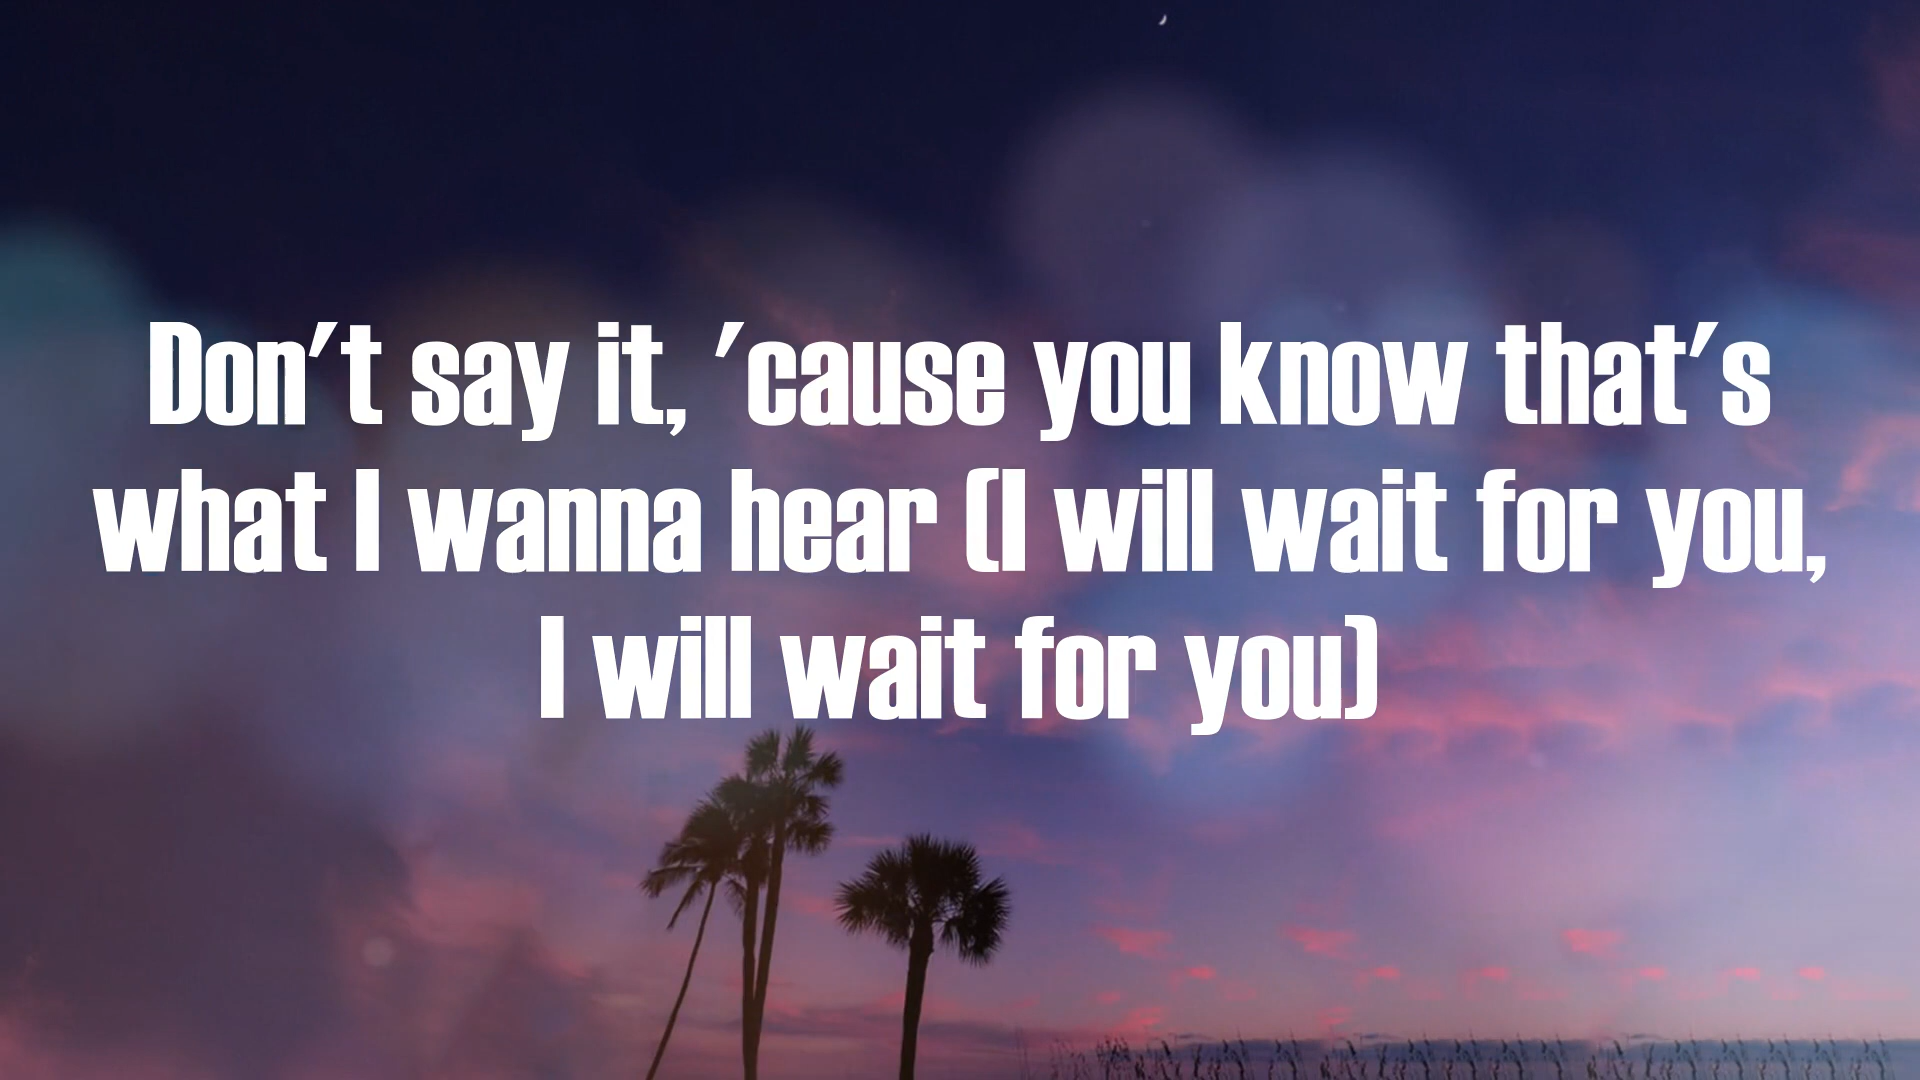 Don't say it, 'cause you know that's
what I wanna hear (I will wait for you,
I will wait for you)